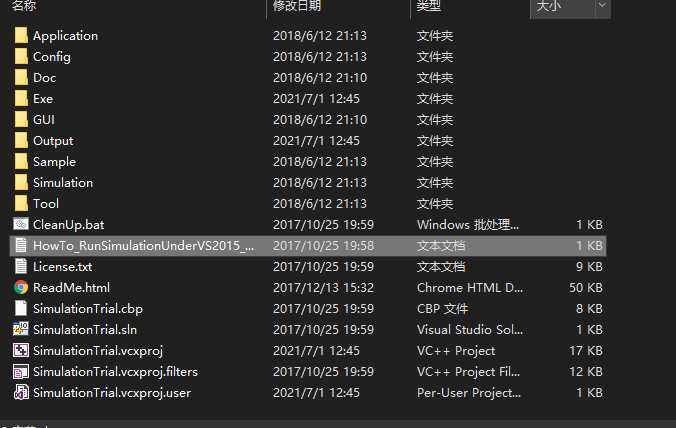 名称 修改日期 类型 大小
Application 2018/6/12 21:13 文件夹
Config 2018/6/12 21:13 文件夹
Doc 2018/6/12 21:10 文件夹
Exe 2021/7/1 12:45 文件夹
GUI 2018/6/12 21:10 文件夹
Output 2021/7/1 12:45 文件夹
Sample 2018/6/12 21:13 文件夹
Simulation 2018/6/12 21:13 文件夹
Tool 2018/6/12 21:13 文件夹
CleanUp.bat 2017/10/25 19:59 Windows 批处理... 1 KB
HowTo_RunSimulationUnderVS2015_... 2017/10/25 19:58 文本文档 1 KB
License.txt 2017/10/25 19:59 文本文档 9 KB
ReadMe.html 2017/12/13 15:32 Chrome HTML D... 50 KB
SimulationTrial.cbp 2017/10/25 19:59 CBP 文件 8 KB
SimulationTrial.sln 2017/10/25 19:59 Visual Studio Sol... 1 KB
SimulationTrial.vcxproj 2021/7/1 12:45 VC++ Project 17 KB
SimulationTrial.vcxproj.filters 2017/10/25 19:59 VC++ Project Fil... 12 KB
SimulationTrial.vcxproj.user 2021/7/1 12:45 Per-User Project... 1 KB